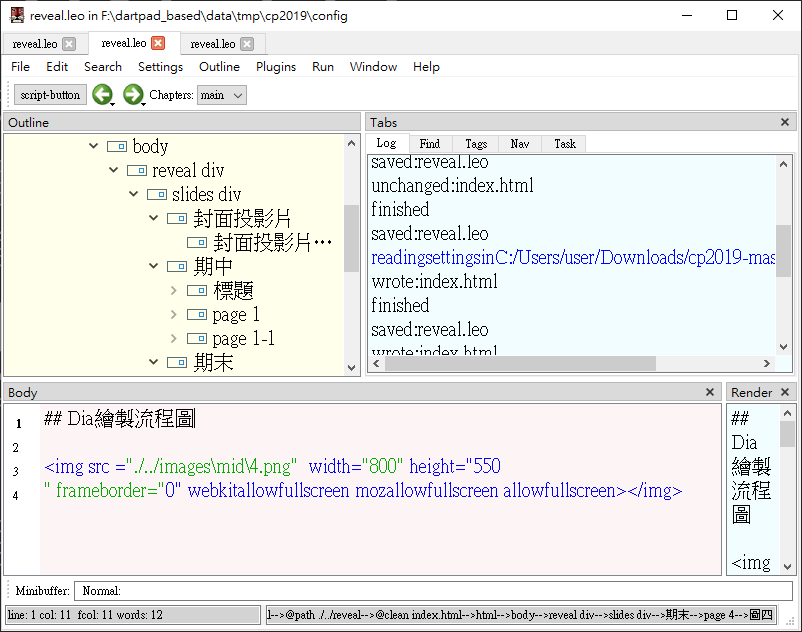 reveal.leo in F:\dartpad_based\data\tmp\cp2019\config
reveal.leo reveal.leo reveal.leo
File Edit Search Settings Outline Plugins Run Window Help
script-button Chapters: main
Outline
body
reveal div
slides div
封面投影片
封面投影片…
期中
標題
page 1
page 1-1
期末
Tabs
Log Find Tags Nav Task
saved:reveal.leo
unchanged:index.html
finished
saved:reveal.leo
readingsettingsinC:/Users/user/Downloads/cp2019-mas
wrote:index.html
finished
saved:reveal.leo
wrote:index.html
Body
1 ## Dia繪製流程圖
2
3 <img src ="./../images\mid\4.png"  width="800" height="550
4 " frameborder="0" webkitallowfullscreen mozallowfullscreen allowfullscreen></img>
Render
##
Dia
繪製
流程
圖
<img
Minibuffer: Normal:
line: 1 col: 11  fcol: 11 words: 12
l-->@path ./../reveal-->@clean index.html-->html-->body-->reveal div-->slides div-->期末-->page 4-->圖四